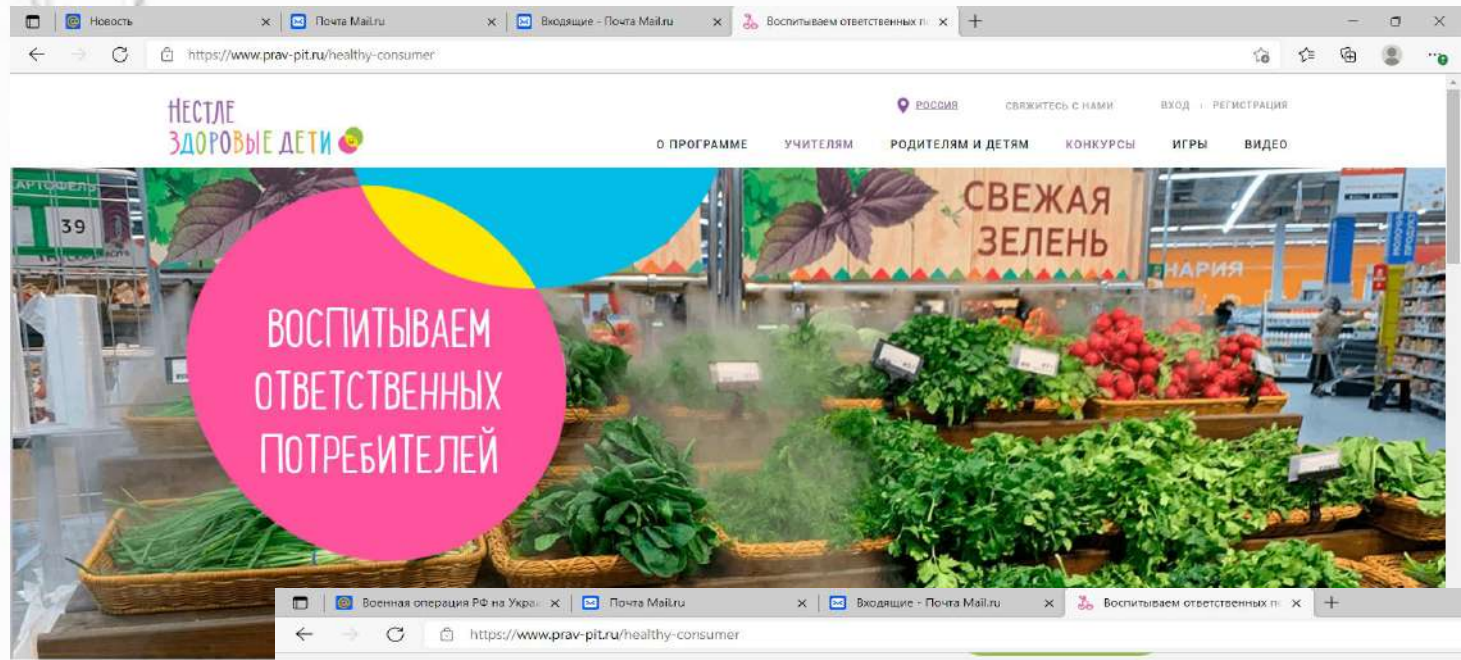 Новость
Почта Mail.ru
Входящие - Почта Mail.ru
Воспитываем ответственных п
https://www.prav-pit.ru/healthy-consumer
НЕСТЛЕ
ЗДОРОВЫЕ ДЕТИ
РОССИЯ
СВЯЖИТЕСЬ С НАМИ
ВХОД
РЕГИСТРАЦИЯ
О ПРОГРАММЕ
УЧИТЕЛЯМ
РОДИТЕЛЯМ И ДЕТЯМ
КОНКУРСЫ
ИГРЫ
ВИДЕО
КАРТОФЕЛЬ
39
СВЕЖАЯ
ЗЕЛЕНЬ
НАРИЯ
ВОСПИТЫВАЕМ
ОТВЕТСТВЕННЫХ
ПОТРЕБИТЕЛЕЙ
Военная операция РФ на Украи
Почта Mail.ru
Входящие - Почта Mail.ru
Воспитываем ответственных п
https://www.prav-pit.ru/healthy-consumer